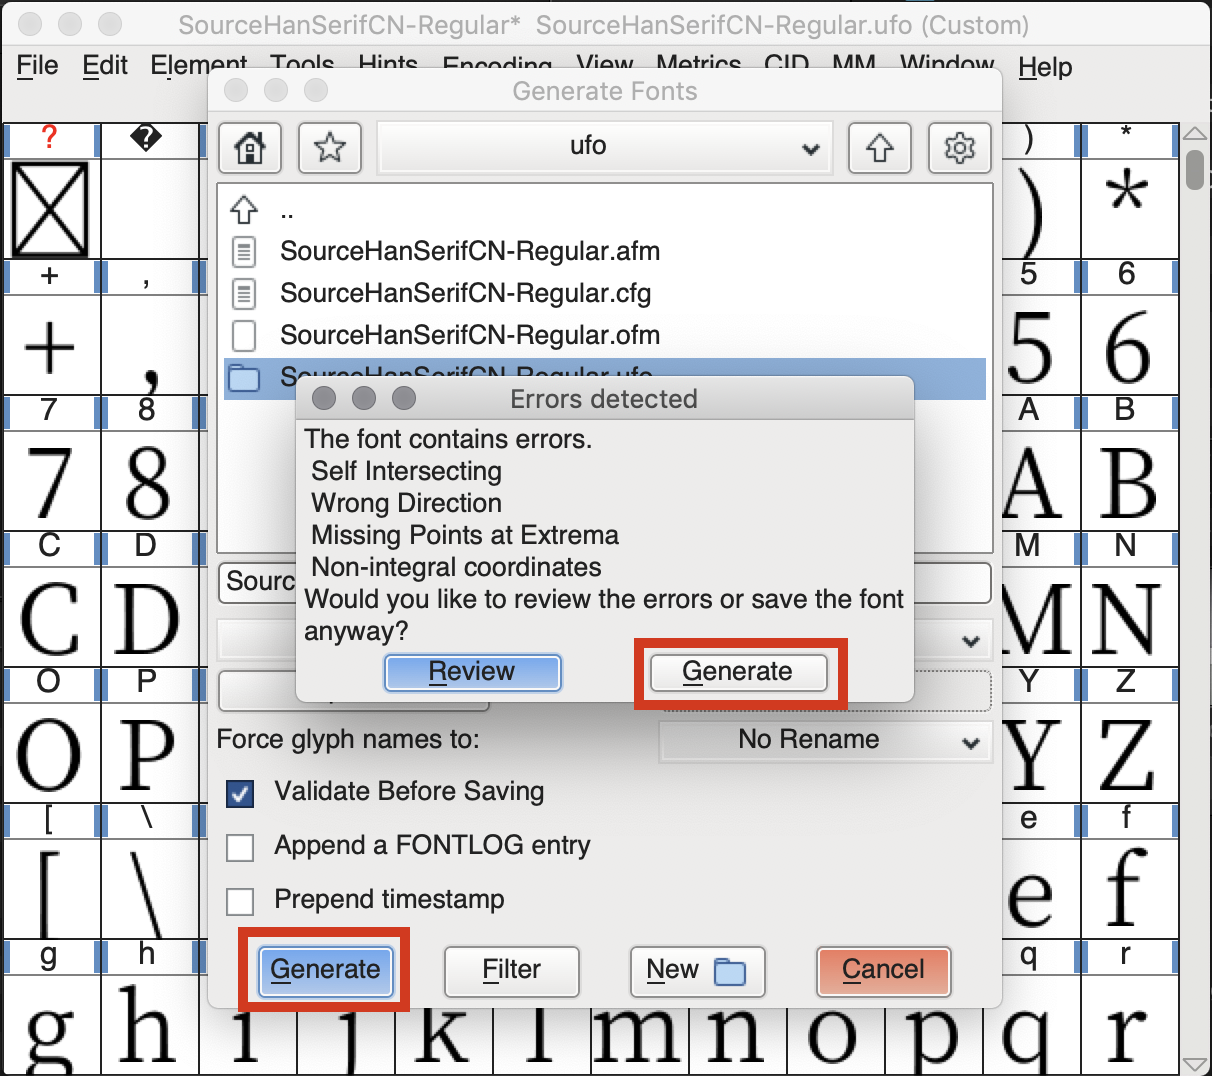 SourceHanSerifCN-Regular*  SourceHanSerifCN-Regular.ufo (Custom)
File Edit Element Tools Hints Encoding View Metrics CID MM Window Help
Generate Fonts
? � ) *
ufo
) *
..
SourceHanSerifCN-Regular.afm
+ , 5 6
SourceHanSerifCN-Regular.cfg
+ , 5 6
SourceHanSerifCN-Regular.ofm
SourceHanSerifCN-Regular.ufo
7 8 A B
Errors detected
The font contains errors.
Self Intersecting
7 8 A B
Wrong Direction
Missing Points at Extrema
C D M N
Non-integral coordinates
Sourc
Would you like to review the errors or save the font
anyway?
C D M N
Review Generate
O P Y Z
Force glyph names to: No Rename
O P Y Z
Validate Before Saving
[ \ e f
Append a FONTLOG entry
[ \ e f
Prepend timestamp
g h q r
Generate Filter New Cancel
g h i j k l m n o p q r